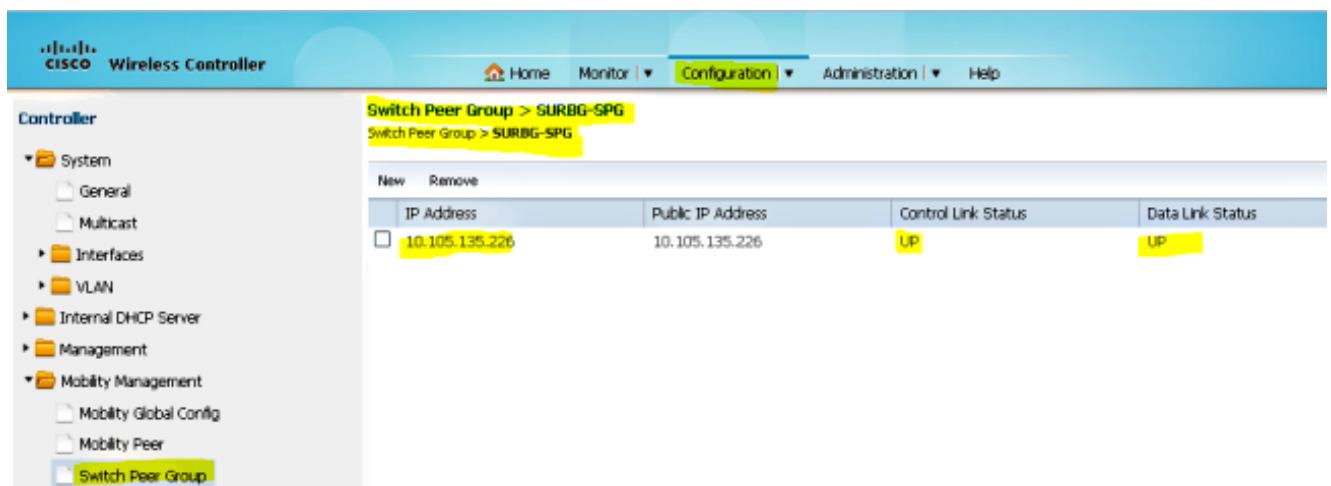 CISCO Wireless Controller
Home Monitor Configuration Administration Help
Controller
System
General
Multicast
Interfaces
VLAN
Internal DHCP Server
Management
Mobility Management
Mobility Global Config
Mobility Peer
Switch Peer Group
Switch Peer Group > SURBG-SPG
Switch Peer Group > SURBG-SPG
New Remove
IP Address Public IP Address Control Link Status Data Link Status
10.105.135.226 10.105.135.226 UP UP